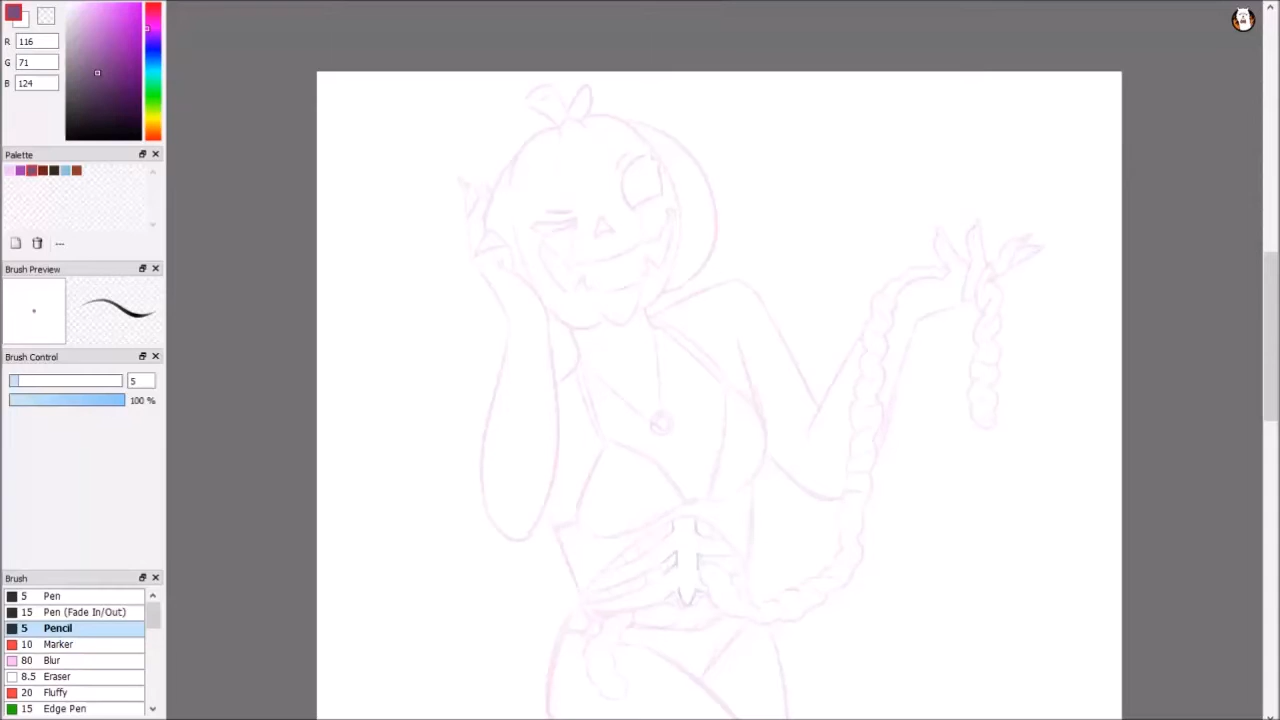 R 116
G 71
B 124
Palette
---
Brush Preview
Brush Control
5
100 %
Brush
5 Pen
15 Pen (Fade In/Out)
5 Pencil
10 Marker
80 Blur
8.5 Eraser
20 Fluffy
15 Edge Pen